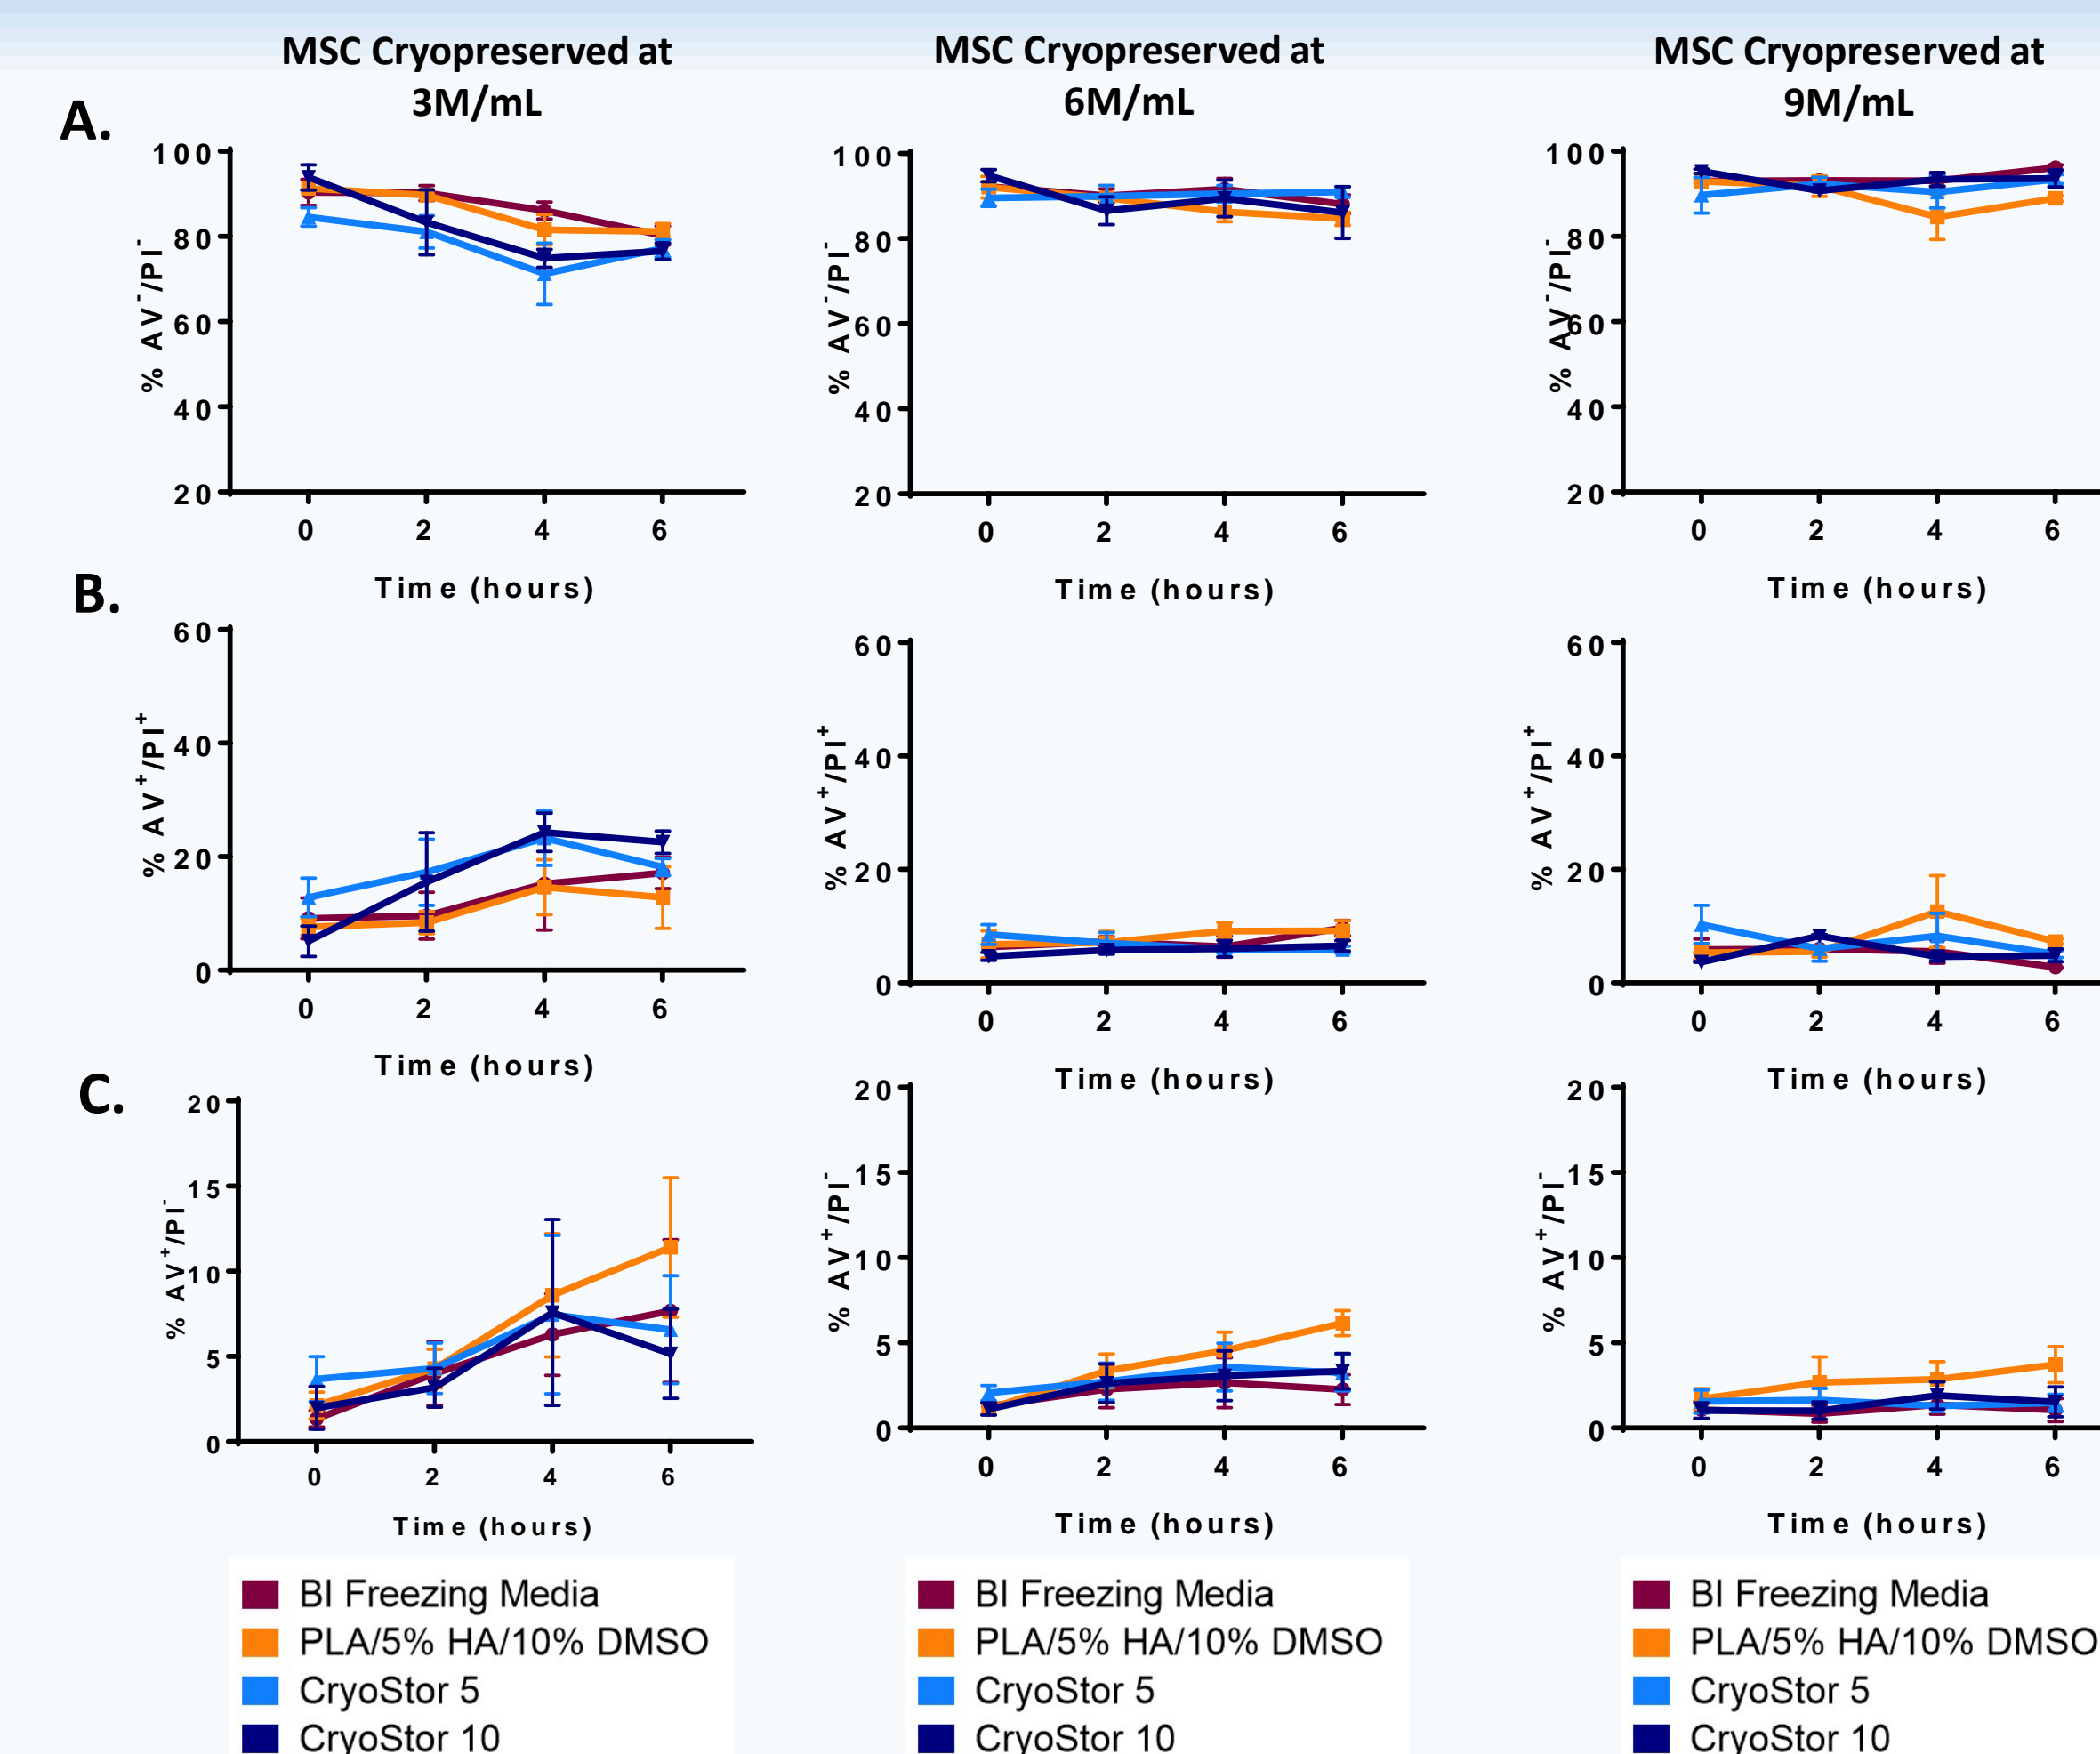 MSC Cryopreserved at
3M/mL
MSC Cryopreserved at
6M/mL
MSC Cryopreserved at
9M/mL
A.
% AV-/PI-
100
80
60
40
20
0 2 4 6
Time (hours)
% AV-/PI-
100
80
60
40
20
0 2 4 6
Time (hours)
% AV-/PI-
100
80
60
40
20
0 2 4 6
Time (hours)
B.
% AV+/PI+
60
40
20
0
0 2 4 6
Time (hours)
% AV+/PI+
60
40
20
0
0 2 4 6
Time (hours)
% AV+/PI+
60
40
20
0
0 2 4 6
Time (hours)
C.
% AV+/PI-
20
15
10
5
0
0 2 4 6
Time (hours)
% AV+/PI-
20
15
10
5
0
0 2 4 6
Time (hours)
% AV+/PI-
20
15
10
5
0
0 2 4 6
Time (hours)
BI Freezing Media
PLA/5% HA/10% DMSO
CryoStor 5
CryoStor 10
BI Freezing Media
PLA/5% HA/10% DMSO
CryoStor 5
CryoStor 10
BI Freezing Media
PLA/5% HA/10% DMSO
CryoStor 5
CryoStor 10